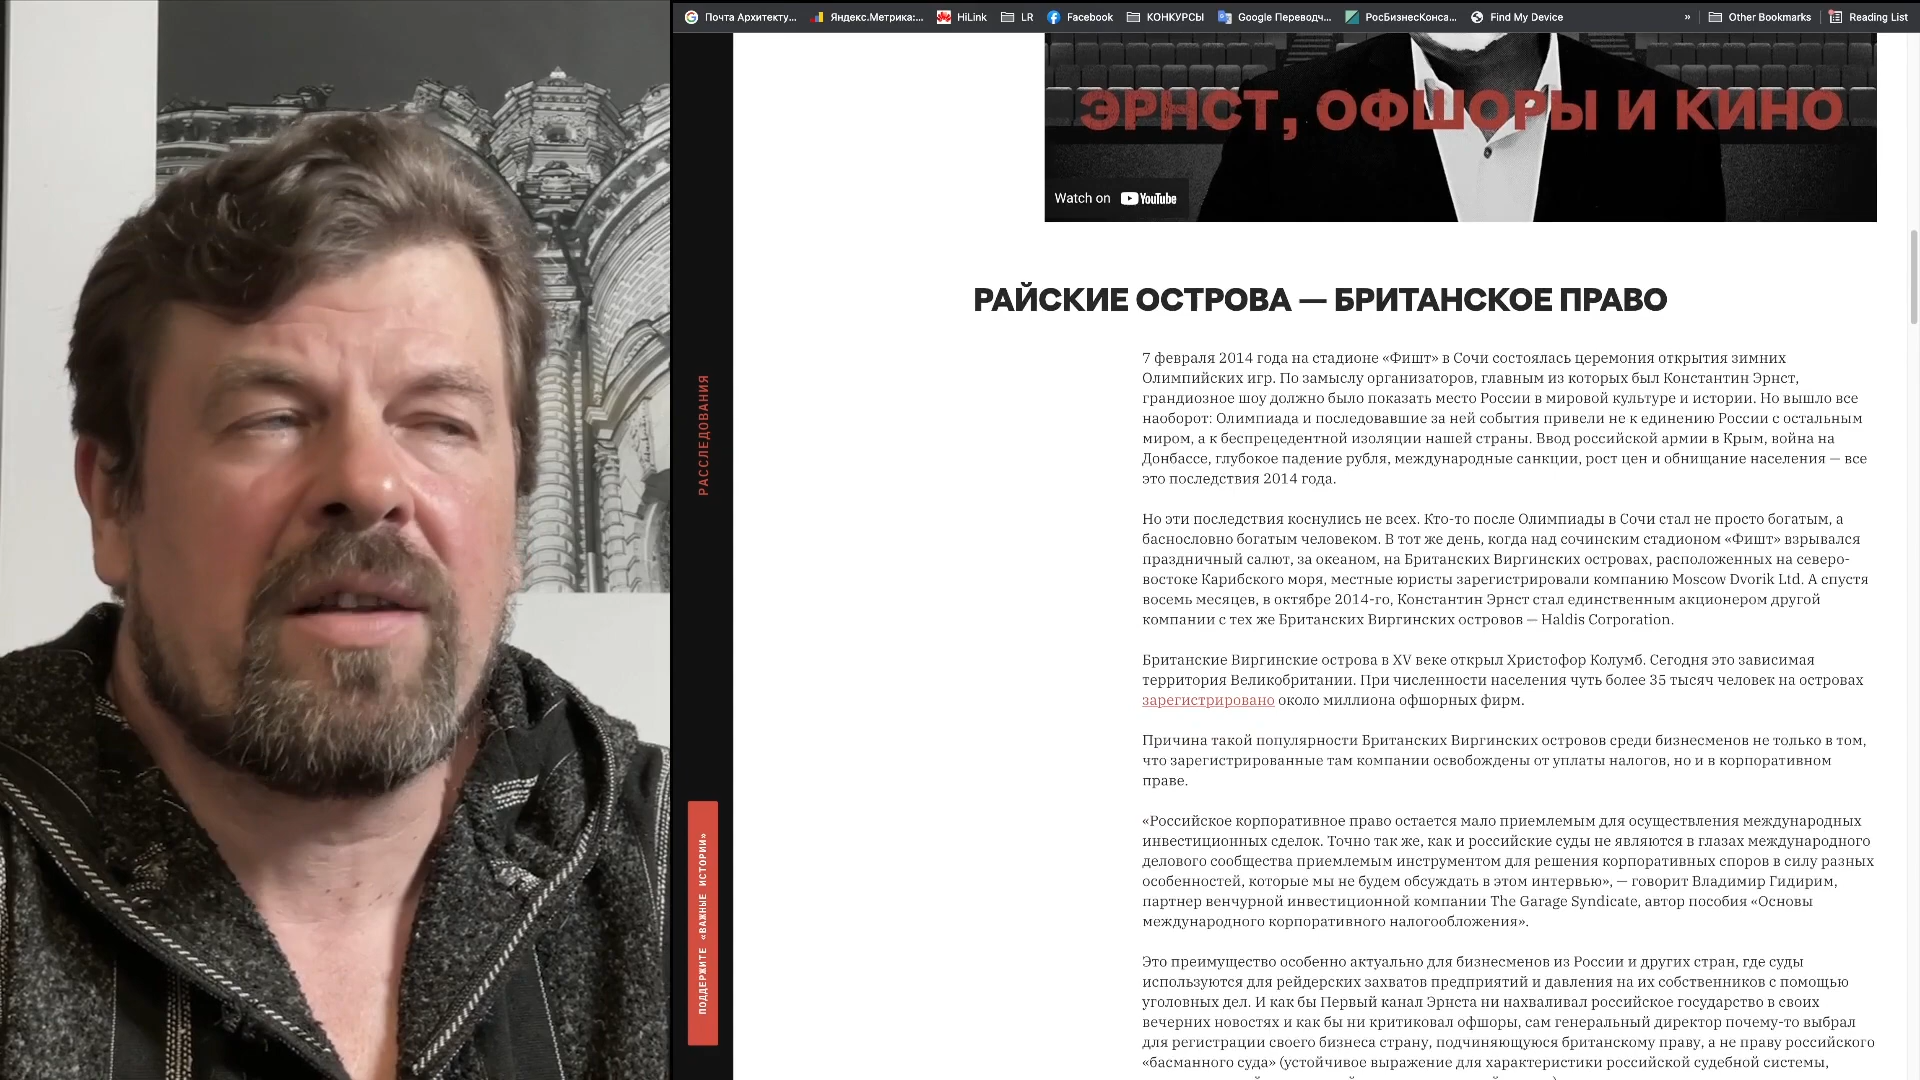 Почта Архитекту...
Яндекс.Метрика:...
HiLink
LR
Facebook
КОНКУРСЫ
Google Переводч...
РосБизнесКонса...
Find My Device
»
Other Bookmarks
Reading List
ЭРНСТ, ОФШОРЫ И КИНО
Watch on YouTube
РАССЛЕДОВАНИЯ
ПОДДЕРЖИТЕ «ВАЖНЫЕ ИСТОРИИ»
РАЙСКИЕ ОСТРОВА — БРИТАНСКОЕ ПРАВО
7 февраля 2014 года на стадионе «Фишт» в Сочи состоялась церемония открытия зимних
Олимпийских игр. По замыслу организаторов, главным из которых был Константин Эрнст,
грандиозное шоу должно было показать место России в мировой культуре и истории. Но вышло все
наоборот: Олимпиада и последовавшие за ней события привели не к единению России с остальным
миром, а к беспрецедентной изоляции нашей страны. Ввод российской армии в Крым, война на
Донбассе, глубокое падение рубля, международные санкции, рост цен и обнищание населения — все
это последствия 2014 года.
Но эти последствия коснулись не всех. Кто-то после Олимпиады в Сочи стал не просто богатым, а
баснословно богатым человеком. В тот же день, когда над сочинским стадионом «Фишт» взрывался
праздничный салют, за океаном, на Британских Виргинских островах, расположенных на северо-
востоке Карибского моря, местные юристы зарегистрировали компанию Moscow Dvorik Ltd. А спустя
восемь месяцев, в октябре 2014-го, Константин Эрнст стал единственным акционером другой
компании с тех же Британских Виргинских островов — Haldis Corporation.
Британские Виргинские острова в XV веке открыл Христофор Колумб. Сегодня это зависимая
территория Великобритании. При численности населения чуть более 35 тысяч человек на островах
зарегистрировано около миллиона офшорных фирм.
Причина такой популярности Британских Виргинских островов среди бизнесменов не только в том,
что зарегистрированные там компании освобождены от уплаты налогов, но и в корпоративном
праве.
«Российское корпоративное право остается мало приемлемым для осуществления международных
инвестиционных сделок. Точно так же, как и российские суды не являются в глазах международного
делового сообщества приемлемым инструментом для решения корпоративных споров в силу разных
особенностей, которые мы не будем обсуждать в этом интервью», — говорит Владимир Гидирим,
партнер венчурной инвестиционной компании The Garage Syndicate, автор пособия «Основы
международного корпоративного налогообложения».
Это преимущество особенно актуально для бизнесменов из России и других стран, где суды
используются для рейдерских захватов предприятий и давления на их собственников с помощью
уголовных дел. И как бы Первый канал Эрнста ни нахваливал российское государство в своих
вечерних новостях и как бы ни критиковал офшоры, сам генеральный директор почему-то выбрал
для регистрации своего бизнеса страну, подчиняющуюся британскому праву, а не праву российского
«басманного суда» (устойчивое выражение для характеристики российской судебной системы,